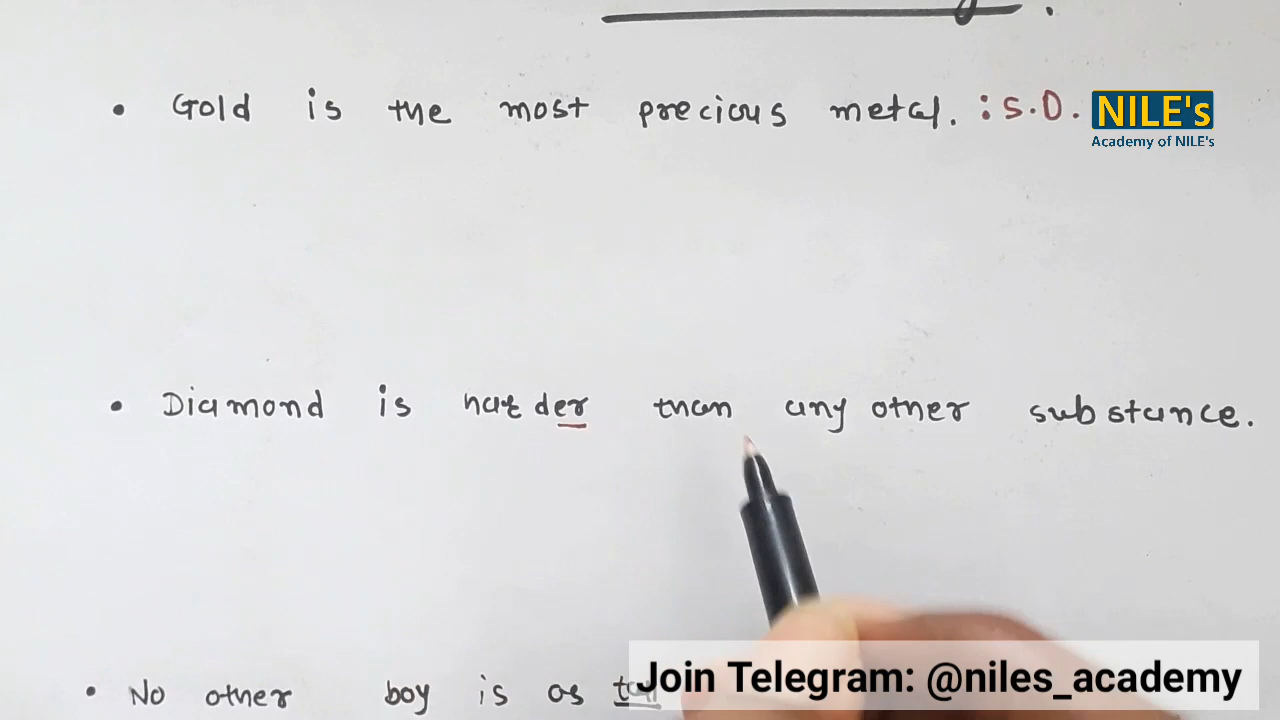 • Gold is the most precious metal. : S.D.
NILE's
Academy of NILE's
• Diamond is harder than any other substance.
• No other boy is as
Join Telegram: @niles_academy